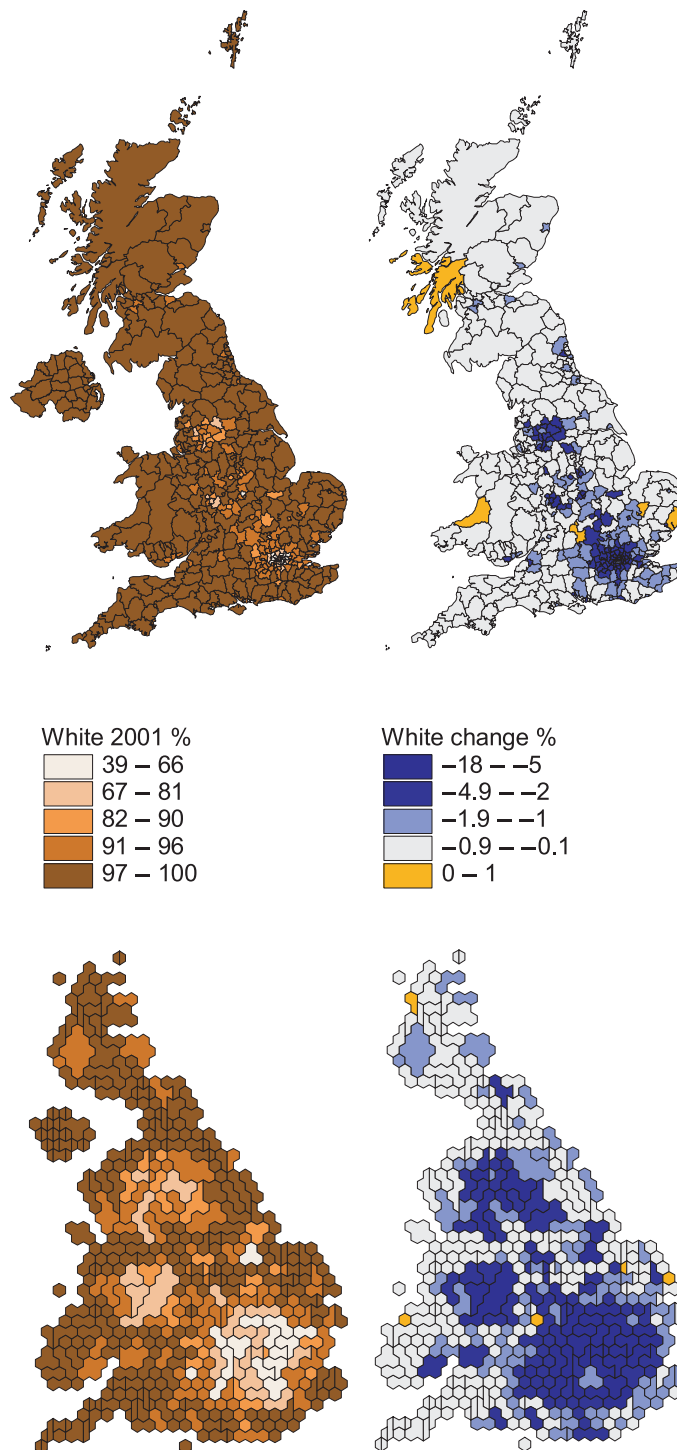 White 2001 %
39 – 66
67 – 81
82 – 90
91 – 96
97 – 100
White change %
−18 – −5
−4.9 – −2
−1.9 – −1
−0.9 – −0.1
0 – 1